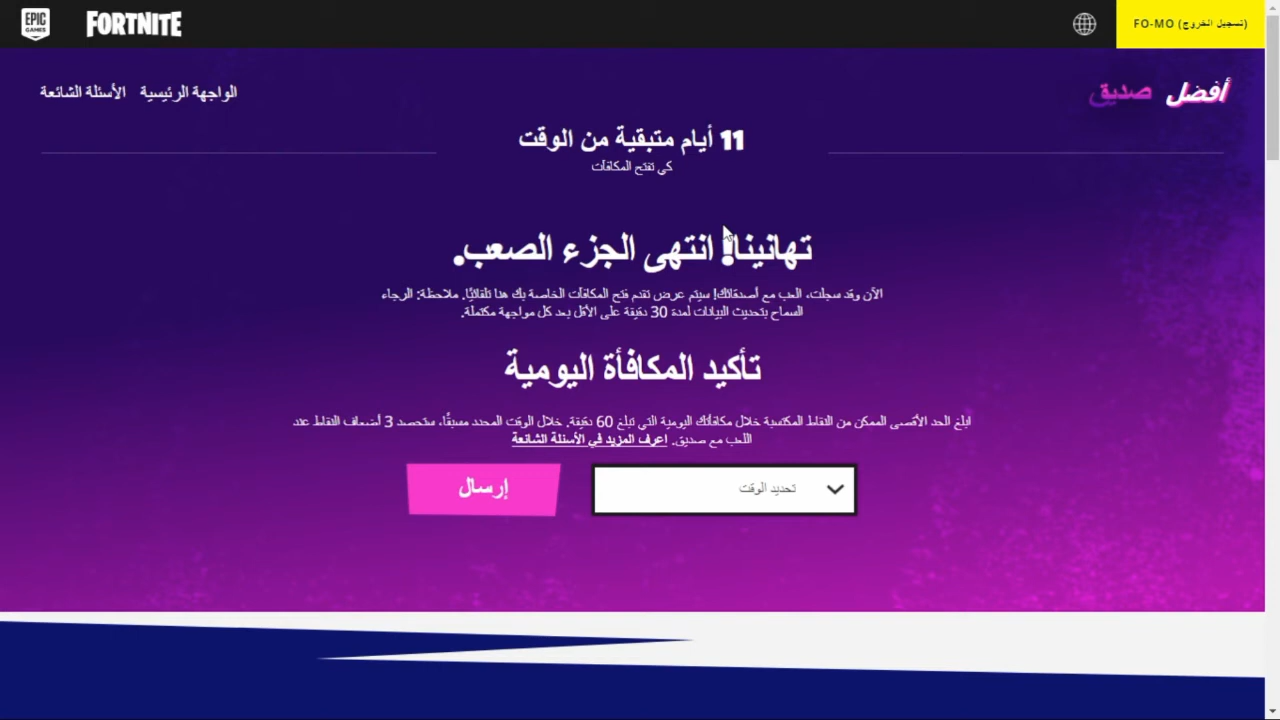 EPIC GAMES
FORTNITE
(تسجيل الخروج) FO-MO
أفضل صديق
الواجهة الرئيسية الأسئلة الشائعة
11 أيام متبقية من الوقت
كي تفتح المكافآت
تهانينا! انتهى الجزء الصعب.
الآن وقد سجلت، العب مع أصدقائك! سيتم عرض تقدم فتح المكافآت الخاصة بك هنا تلقائيًا. ملاحظة: الرجاء
السماح بتحديث البيانات لمدة 30 دقيقة على الأقل بعد كل مواجهة مكتملة.
تأكيد المكافأة اليومية
ابلغ الحد الأقصى الممكن من النقاط المكتسبة خلال مكافأتك اليومية التي تبلغ 60 دقيقة. خلال الوقت المحدد مسبقًا، ستحصد 3 أضعاف النقاط عند
اللعب مع صديق. اعرف المزيد في الأسئلة الشائعة
تحديد الوقت
إرسال